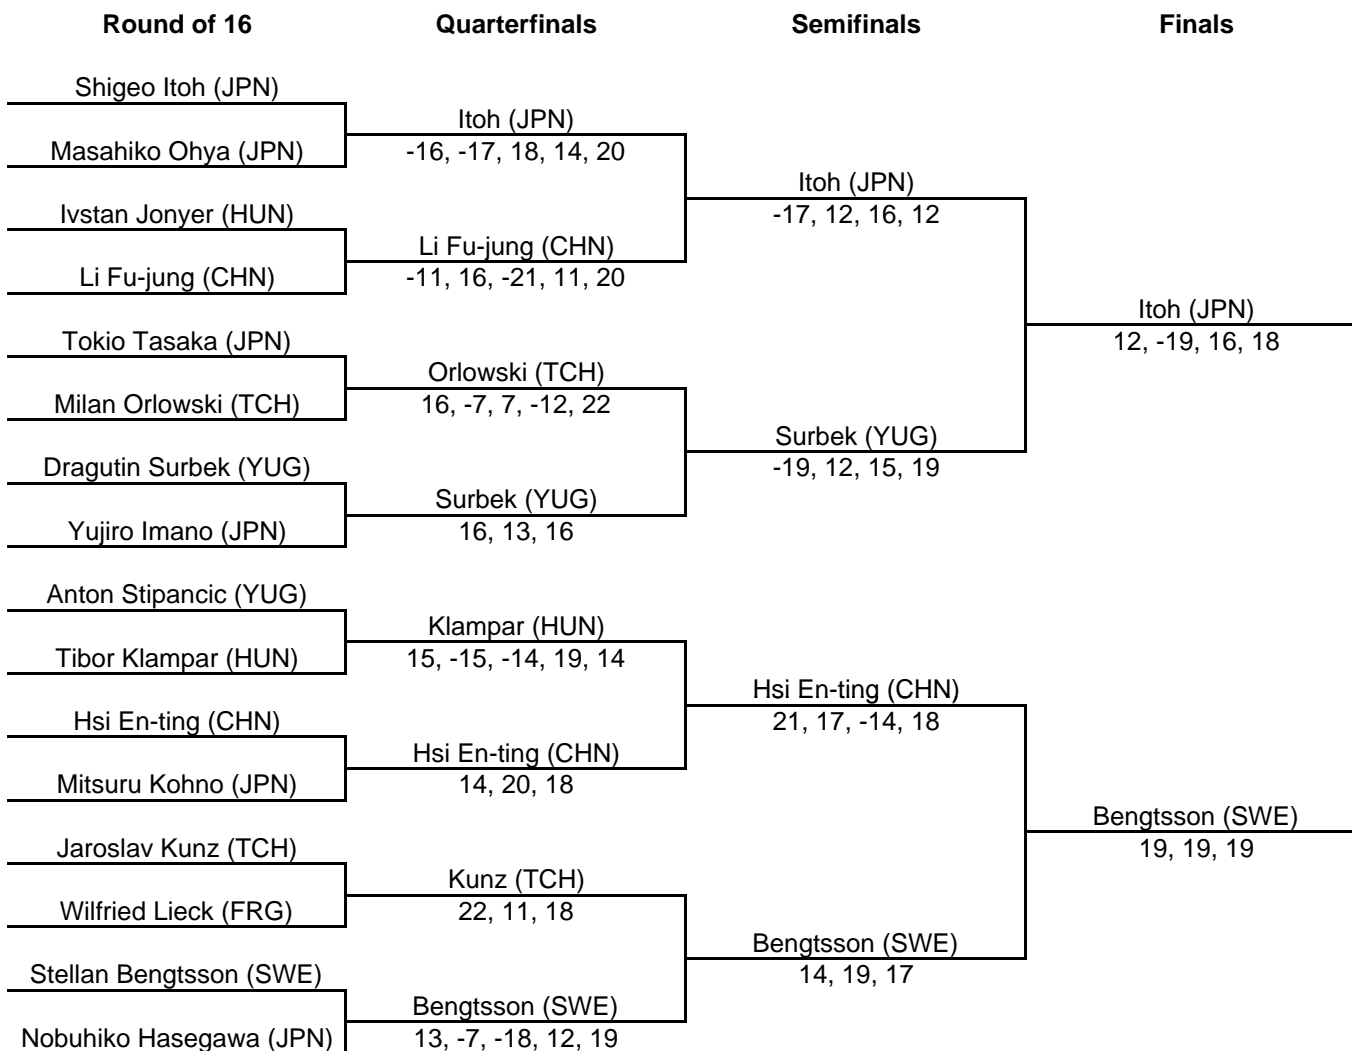 Round of 16
Quarterfinals
Semifinals
Finals
Shigeo Itoh (JPN)
Masahiko Ohya (JPN)
Ivstan Jonyer (HUN)
Li Fu-jung (CHN)
Tokio Tasaka (JPN)
Milan Orlowski (TCH)
Dragutin Surbek (YUG)
Yujiro Imano (JPN)
Anton Stipancic (YUG)
Tibor Klampar (HUN)
Hsi En-ting (CHN)
Mitsuru Kohno (JPN)
Jaroslav Kunz (TCH)
Wilfried Lieck (FRG)
Stellan Bengtsson (SWE)
Nobuhiko Hasegawa (JPN)
Itoh (JPN)
-16, -17, 18, 14, 20
Li Fu-jung (CHN)
-11, 16, -21, 11, 20
Orlowski (TCH)
16, -7, 7, -12, 22
Surbek (YUG)
16, 13, 16
Klampar (HUN)
15, -15, -14, 19, 14
Hsi En-ting (CHN)
14, 20, 18
Kunz (TCH)
22, 11, 18
Bengtsson (SWE)
13, -7, -18, 12, 19
Itoh (JPN)
-17, 12, 16, 12
Surbek (YUG)
-19, 12, 15, 19
Hsi En-ting (CHN)
21, 17, -14, 18
Bengtsson (SWE)
14, 19, 17
Itoh (JPN)
12, -19, 16, 18
Bengtsson (SWE)
19, 19, 19